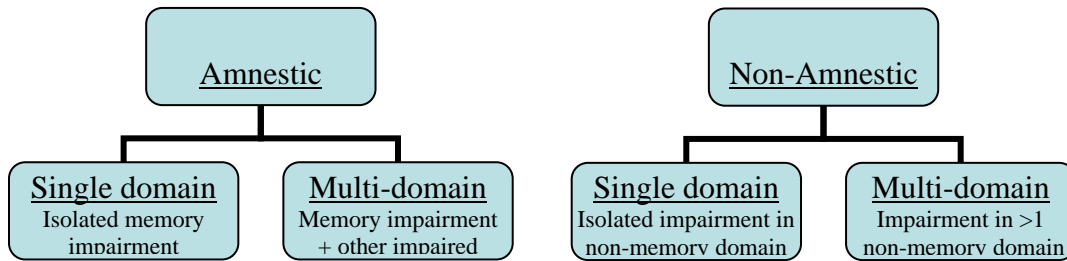 Amnestic
Non-Amnestic
Single domain
Isolated memory
impairment
Multi-domain
Memory impairment
+ other impaired
Single domain
Isolated impairment in
non-memory domain
Multi-domain
Impairment in >1
non-memory domain